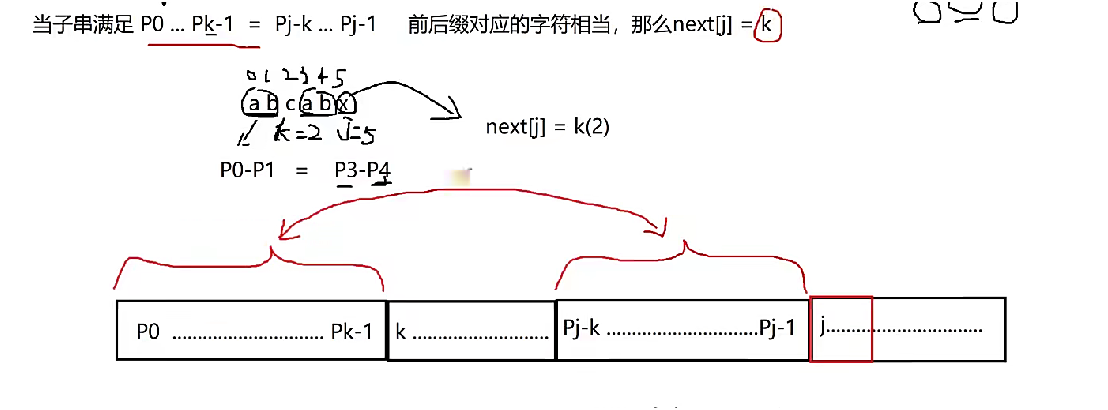 当子串满足 P0 ... Pk-1 = Pj-k ... Pj-1 前后缀对应的字符相当，那么next[j] = k
0 1 2 3 4 5
a b c a b x
k=2 j=5
next[j] = k(2)
P0-P1 = P3-P4
P0 ............................ Pk-1 k ......................... Pj-k ............................Pj-1 j.............................